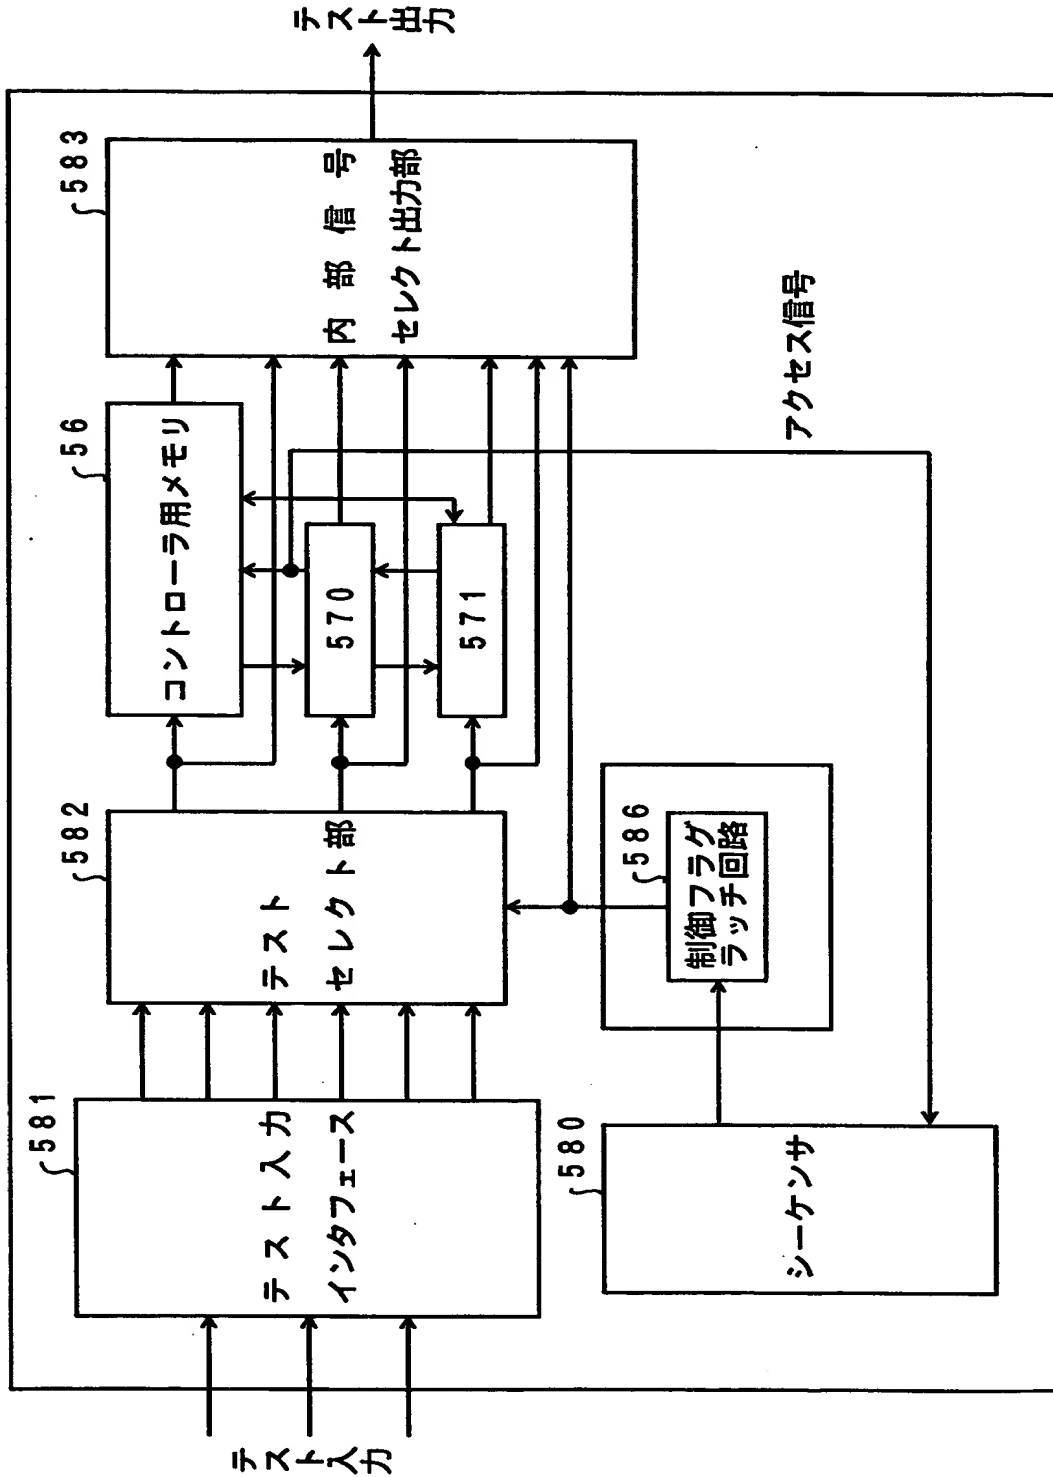 テスト入力
581
テスト入力
インタフェース
582
テスト
セレクト部
56
コントローラ用メモリ
570
571
583
内部信号
セレクト出力部
テスト出力
580
シーケンサ
586
制御フラグ
ラッチ回路
アクセス信号